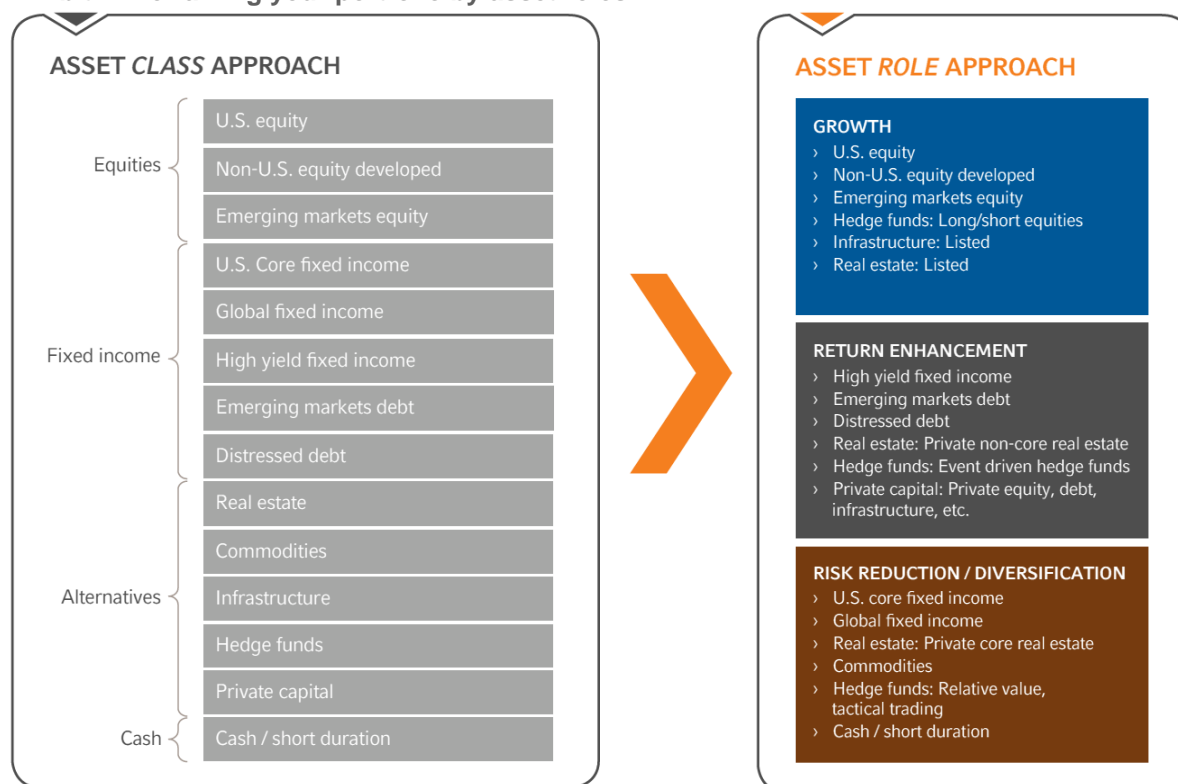 your portfolio by asset roles
ASSET CLASS APPROACH
Equities
U.S. equity
Non-U.S. equity developed
Emerging markets equity
Fixed income
U.S. Core fixed income
Global fixed income
High yield fixed income
Emerging markets debt
Distressed debt
Alternatives
Real estate
Commodities
Infrastructure
Hedge funds
Private capital
Cash
Cash / short duration
ASSET ROLE APPROACH
GROWTH
› U.S. equity
› Non-U.S. equity developed
› Emerging markets equity
› Hedge funds: Long/short equities
› Infrastructure: Listed
› Real estate: Listed
RETURN ENHANCEMENT
› High yield fixed income
› Emerging markets debt
› Distressed debt
› Real estate: Private non-core real estate
› Hedge funds: Event driven hedge funds
› Private capital: Private equity, debt,
infrastructure, etc.
RISK REDUCTION / DIVERSIFICATION
› U.S. core fixed income
› Global fixed income
› Real estate: Private core real estate
› Commodities
› Hedge funds: Relative value,
tactical trading
› Cash / short duration